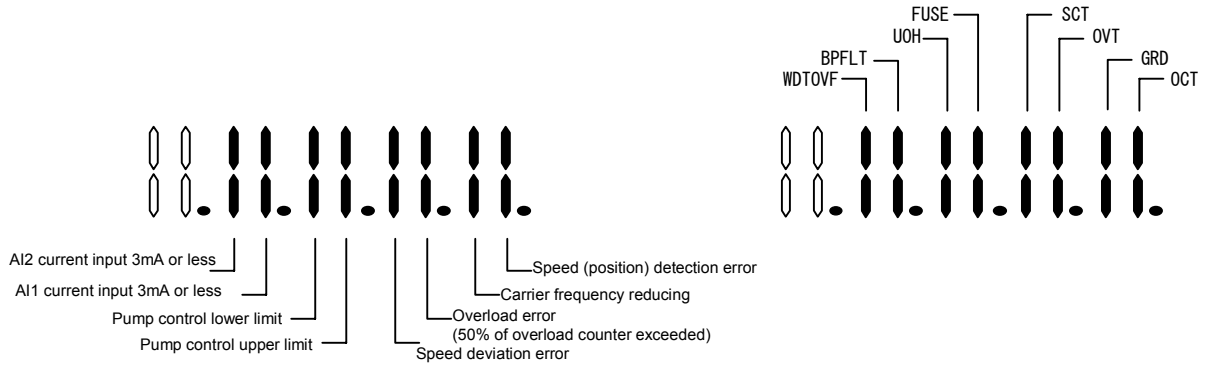 FUSE
SCT
UOH
OVT
BPFLT
GRD
WDTOVF
OCT
AI2 current input 3mA or less
AI1 current input 3mA or less
Pump control lower limit
Pump control upper limit
Speed (position) detection error
Carrier frequency reducing
Overload error
(50% of overload counter exceeded)
Speed deviation error